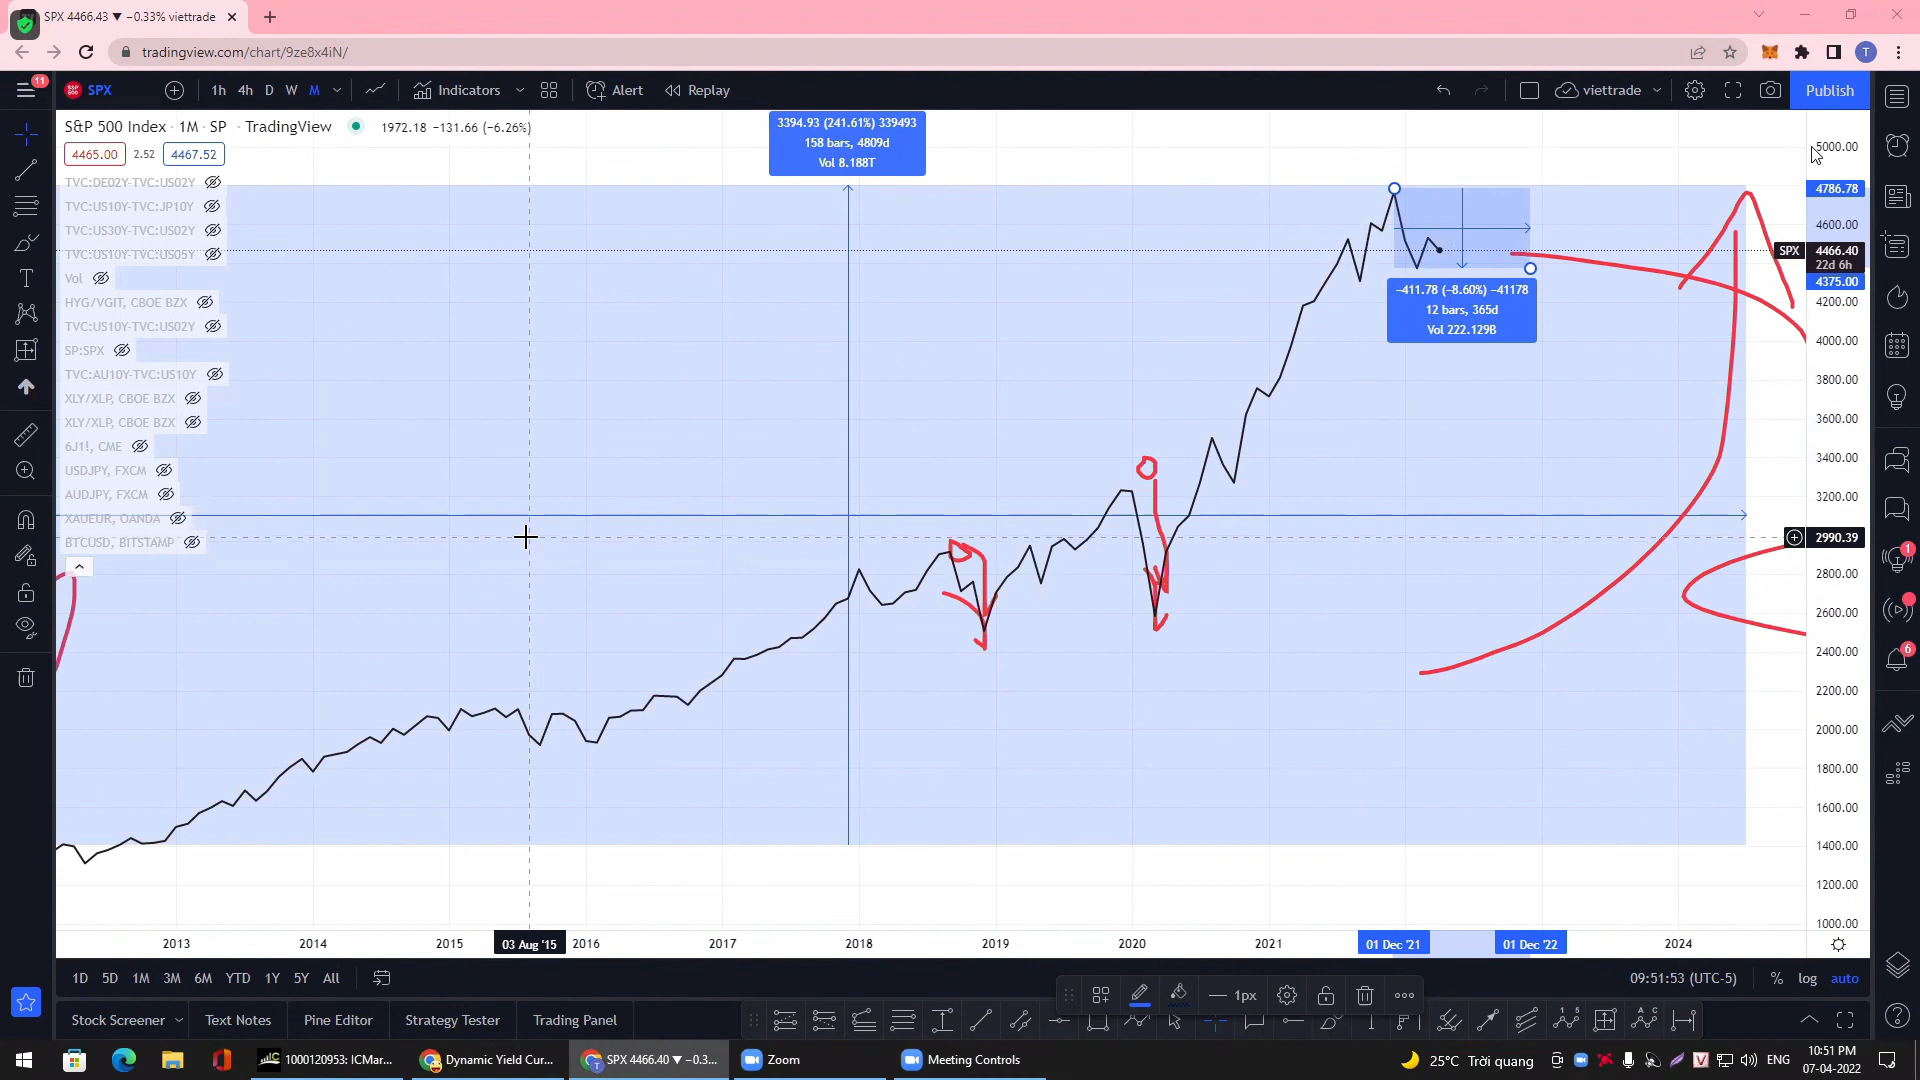 SPX 4466.43 ▼ −0.33% viettrade
tradingview.com/chart/9ze8x4iN/
T
11
SPX
1h 4h D W M
Indicators
Alert
Replay
viettrade
Publish
S&P 500 Index · 1M · SP · TradingView
1972.18 −131.66 (−6.26%)
4465.00 2.52 4467.52
TVC:DE02Y-TVC:US02Y
TVC:US10Y-TVC:JP10Y
TVC:US30Y-TVC:US02Y
TVC:US10Y-TVC:US05Y
Vol
HYG/VGIT, CBOE BZX
TVC:US10Y-TVC:US02Y
SP:SPX
TVC:AU10Y-TVC:US10Y
XLY/XLP, CBOE BZX
XLY/XLP, CBOE BZX
6J1!, CME
USDJPY, FXCM
AUDJPY, FXCM
XAUEUR, OANDA
BTCUSD, BITSTAMP
3394.93 (241.61%) 339493
158 bars, 4809d
Vol 8.188T
−411.78 (−8.60%) −41178
12 bars, 365d
Vol 222.129B
5000.00
4786.78
4600.00
SPX 4466.40
22d 6h
4375.00
4200.00
4000.00
3800.00
3600.00
3400.00
3200.00
2990.39
2800.00
2600.00
2400.00
2200.00
2000.00
1800.00
1600.00
1400.00
1200.00
1000.00
1
6
2013 2014 2015 03 Aug '15 2016 2017 2018 2019 2020 2021 01 Dec '21 01 Dec '22 2024
1D 5D 1M 3M 6M YTD 1Y 5Y All
09:51:53 (UTC-5) % log auto
1px
Stock Screener
Text Notes
Pine Editor
Strategy Tester
Trading Panel
1000120953: ICMar...
Dynamic Yield Cur...
SPX 4466.40 ▼ −0.3...
Zoom
Meeting Controls
25°C Trời quang
ENG
10:51 PM
07-04-2022